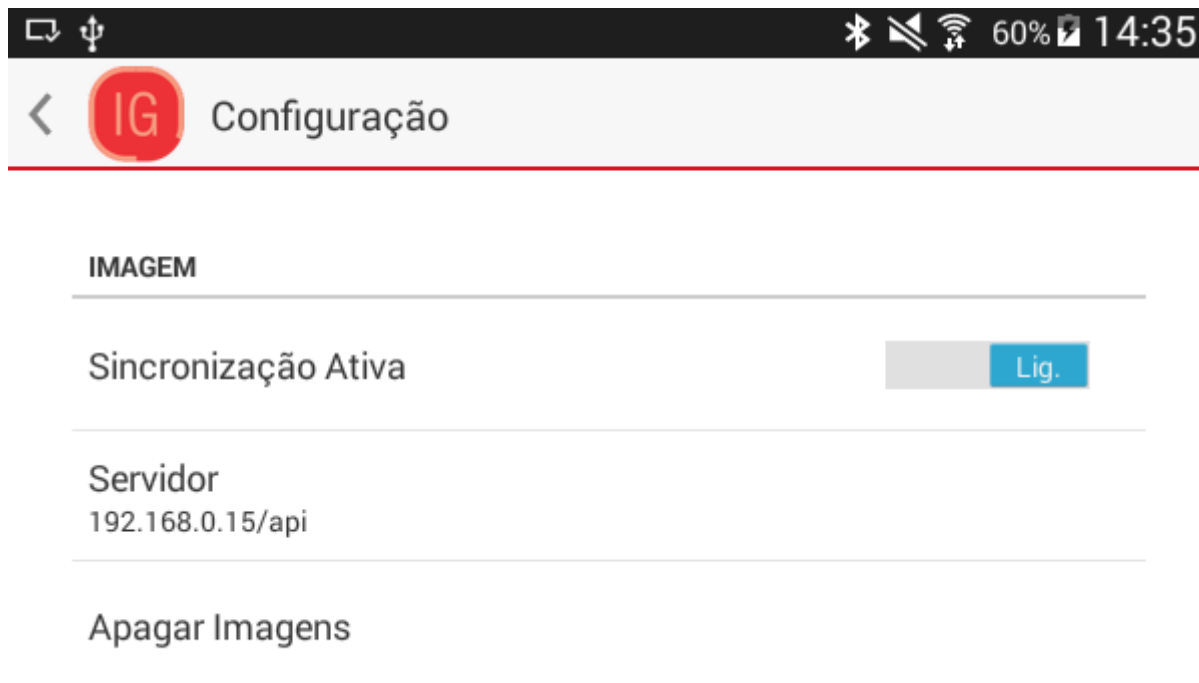 60% 14:35
IG Configuração
IMAGEM
Sincronização Ativa Lig.
Servidor
192.168.0.15/api
Apagar Imagens